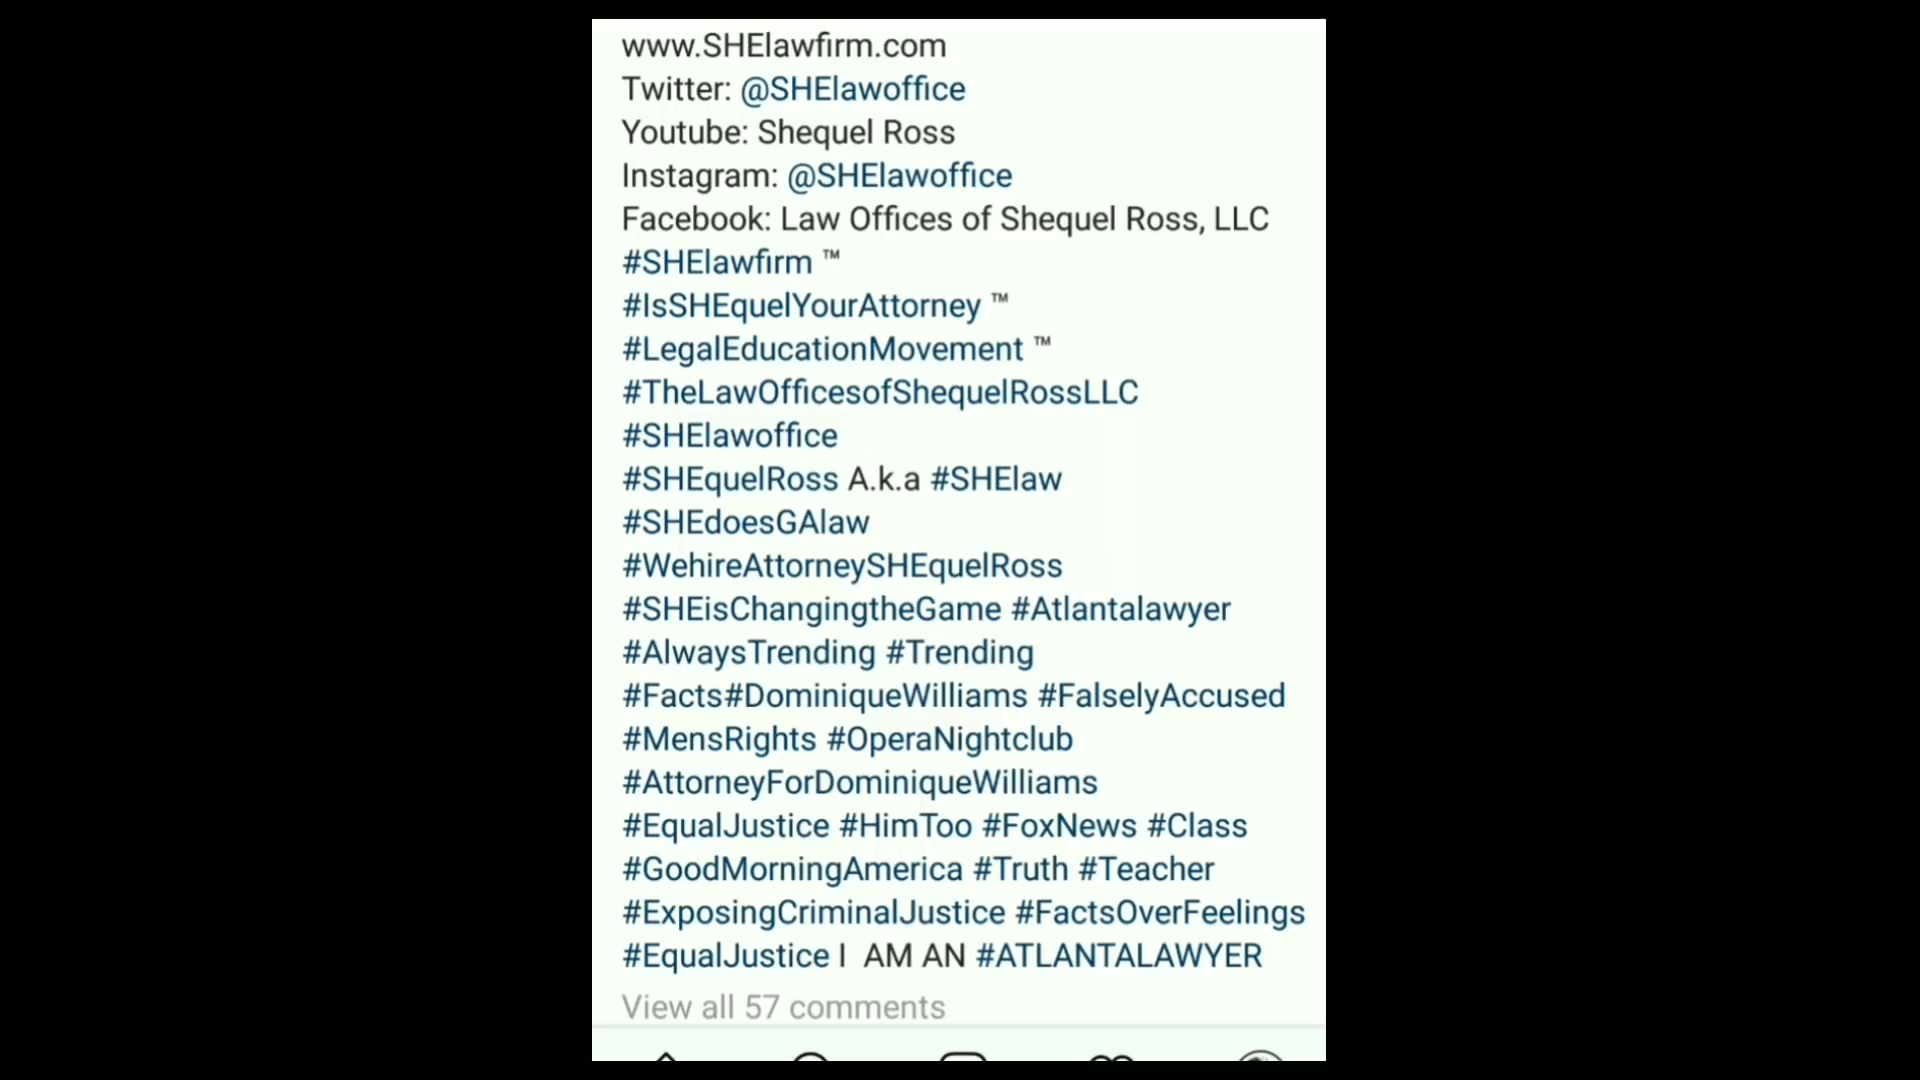 www.SHElawfirm.com
Twitter: @SHElawoffice
Youtube: Shequel Ross
Instagram: @SHElawoffice
Facebook: Law Offices of Shequel Ross, LLC
#SHElawfirm ™
#IsSHEquelYourAttorney ™
#LegalEducationMovement ™
#TheLawOfficesofShequelRossLLC
#SHElawoffice
#SHEquelRoss A.k.a #SHElaw
#SHEdoesGAlaw
#WehireAttorneySHEquelRoss
#SHEisChangingtheGame #Atlantalawyer
#AlwaysTrending #Trending
#Facts#DominiqueWilliams #FalselyAccused
#MensRights #OperaNightclub
#AttorneyForDominiqueWilliams
#EqualJustice #HimToo #FoxNews #Class
#GoodMorningAmerica #Truth #Teacher
#ExposingCriminalJustice #FactsOverFeelings
#EqualJustice I  AM AN #ATLANTALAWYER
View all 57 comments